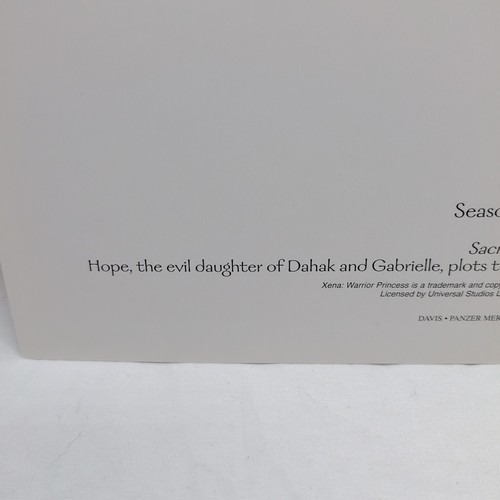 Seaso
Sacr
Hope, the evil daughter of Dahak and Gabrielle, plots t
Xena: Warrior Princess is a trademark and copy
Licensed by Universal Studios L
DAVIS • PANZER MER